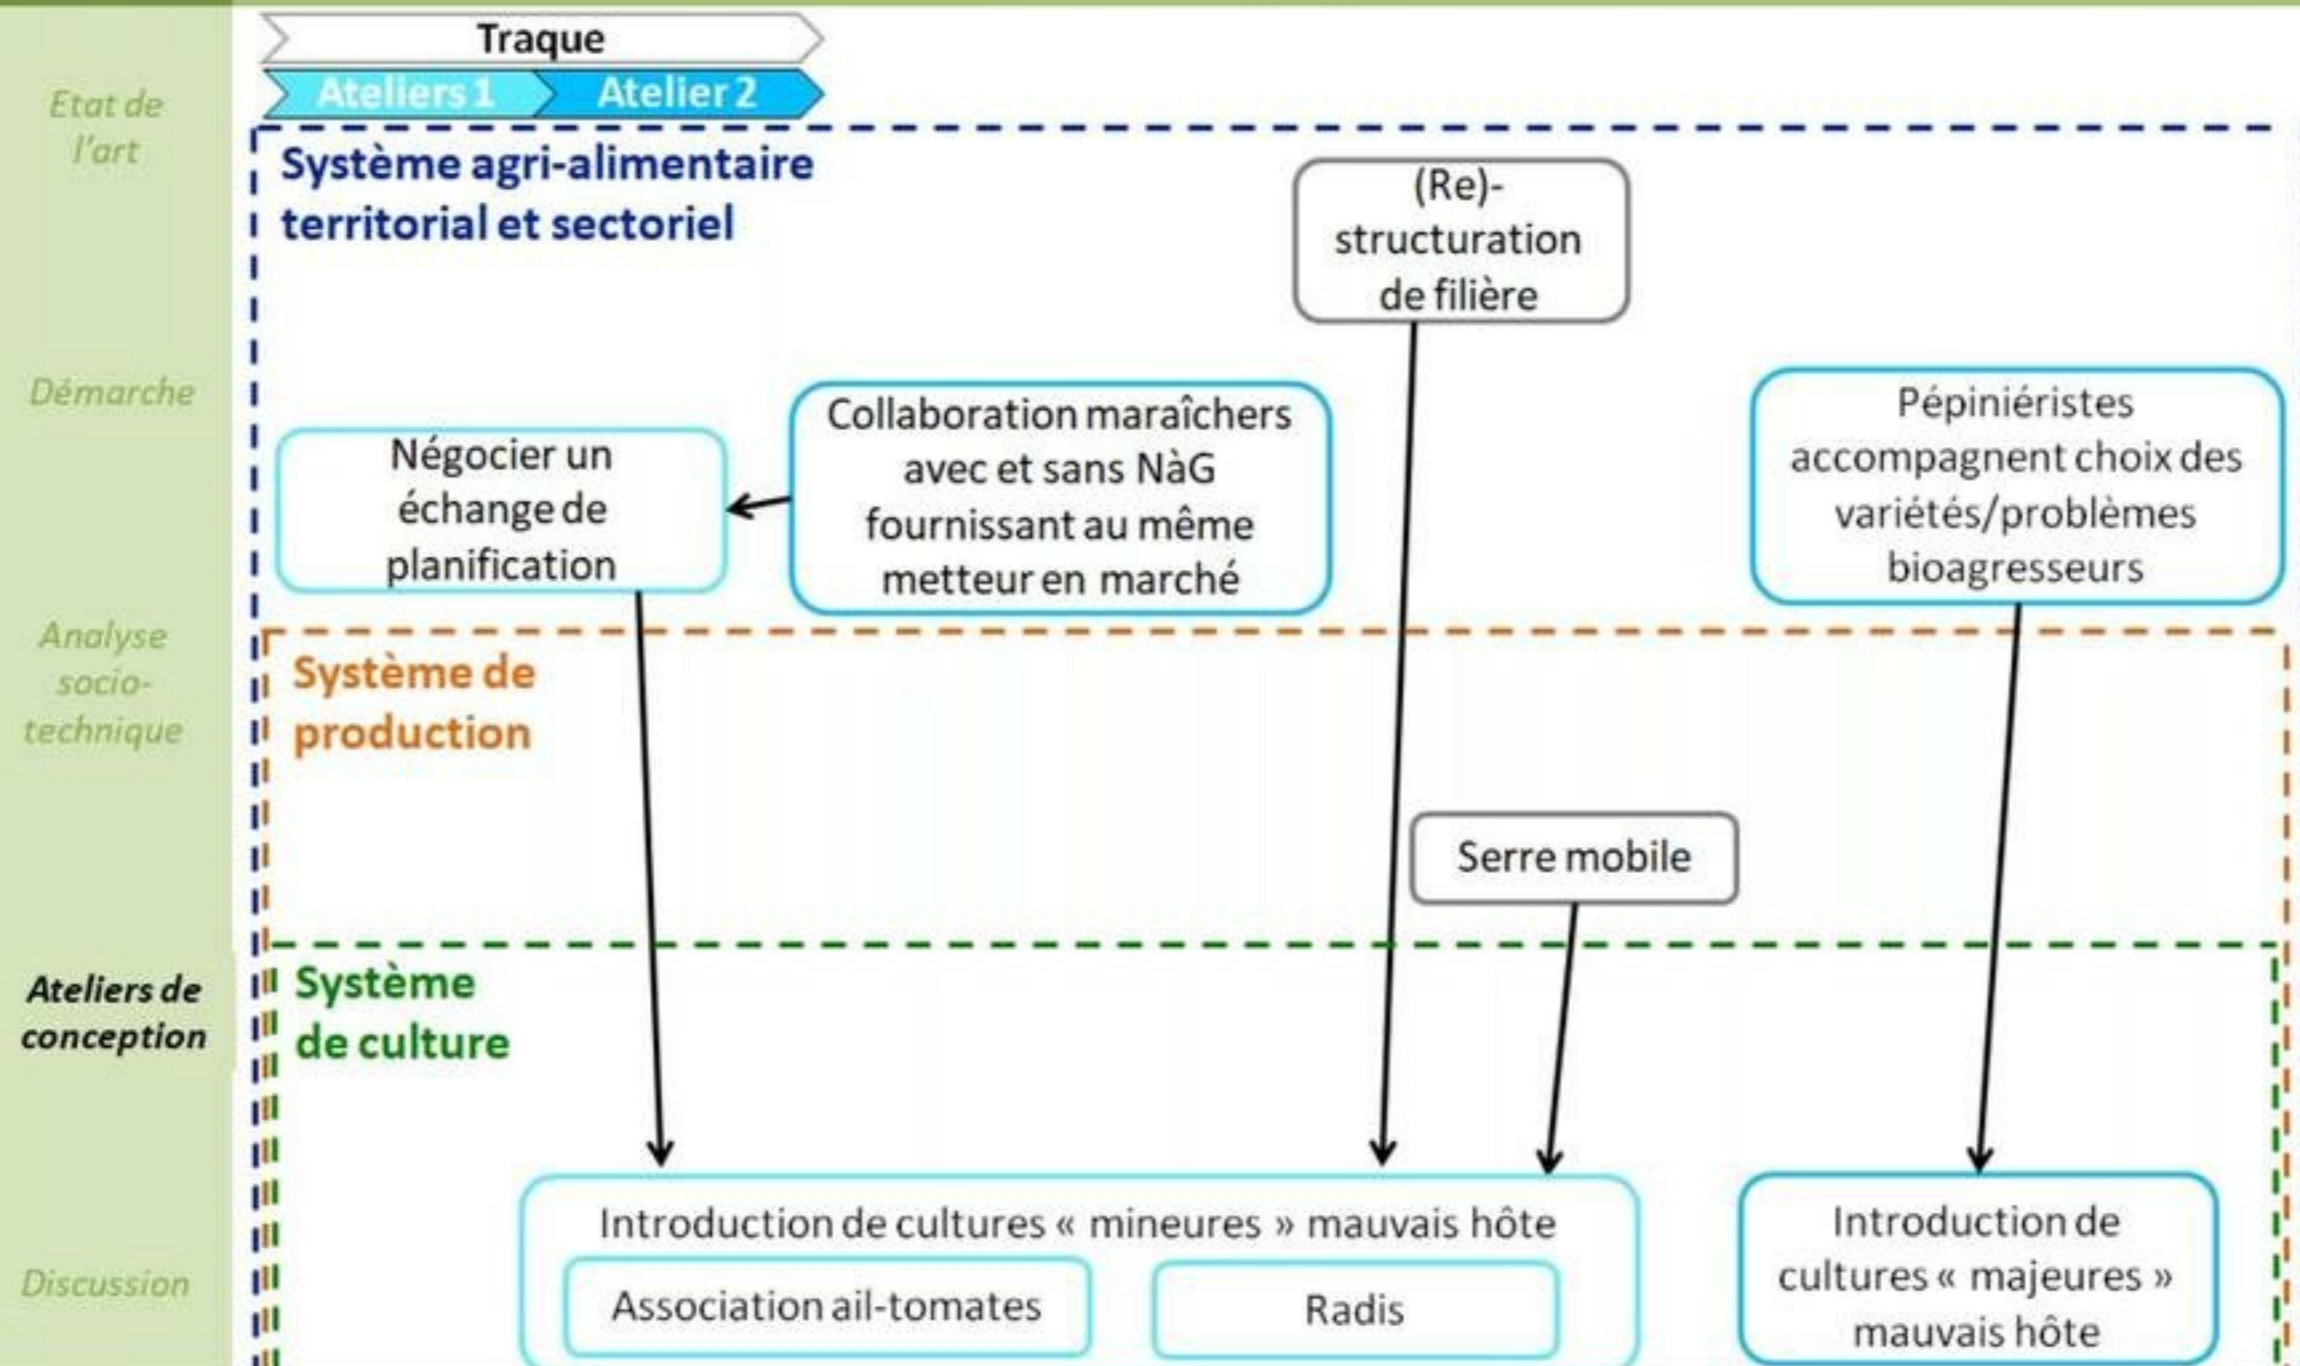 Traque
Ateliers 1
Atelier 2
Etat de
l'art
Démarche
Analyse
socio-
technique
Ateliers de
conception
Discussion
Système agri-alimentaire
territorial et sectoriel
(Re)-
structuration
de filière
Négocier un
échange de
planification
Collaboration maraîchers
avec et sans NàG
fournissant au même
metteur en marché
Pépiniéristes
accompagnent choix des
variétés/problèmes
bioagresseurs
Système de
production
Serre mobile
Système
de culture
Introduction de cultures « mineures » mauvais hôte
Association ail-tomates
Radis
Introduction de
cultures « majeures »
mauvais hôte